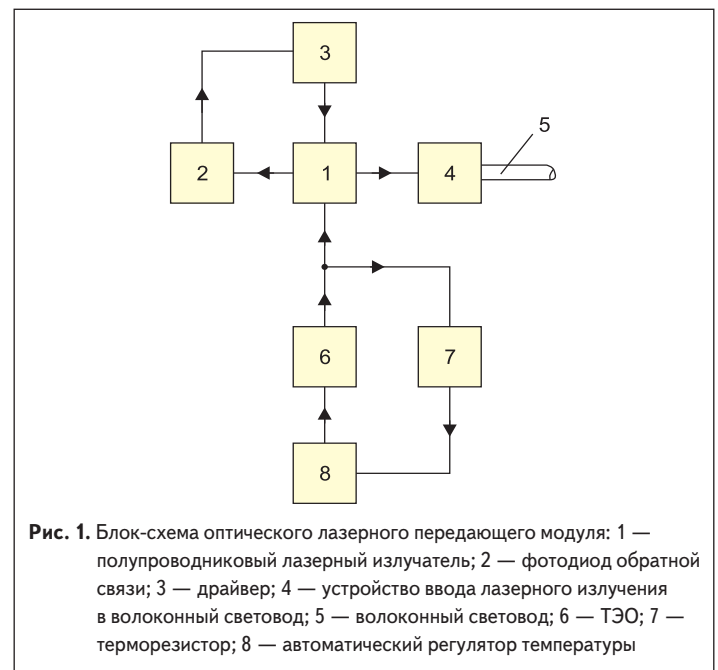 3
5
2
1
4
6
7
8
Рис. 1. Блок-схема оптического лазерного передающего модуля: 1 —
полупроводниковый лазерный излучатель; 2 — фотодиод обратной
связи; 3 — драйвер; 4 — устройство ввода лазерного излучения
в волоконный световод; 5 — волоконный световод; 6 — ТЭО; 7 —
терморезистор; 8 — автоматический регулятор температуры